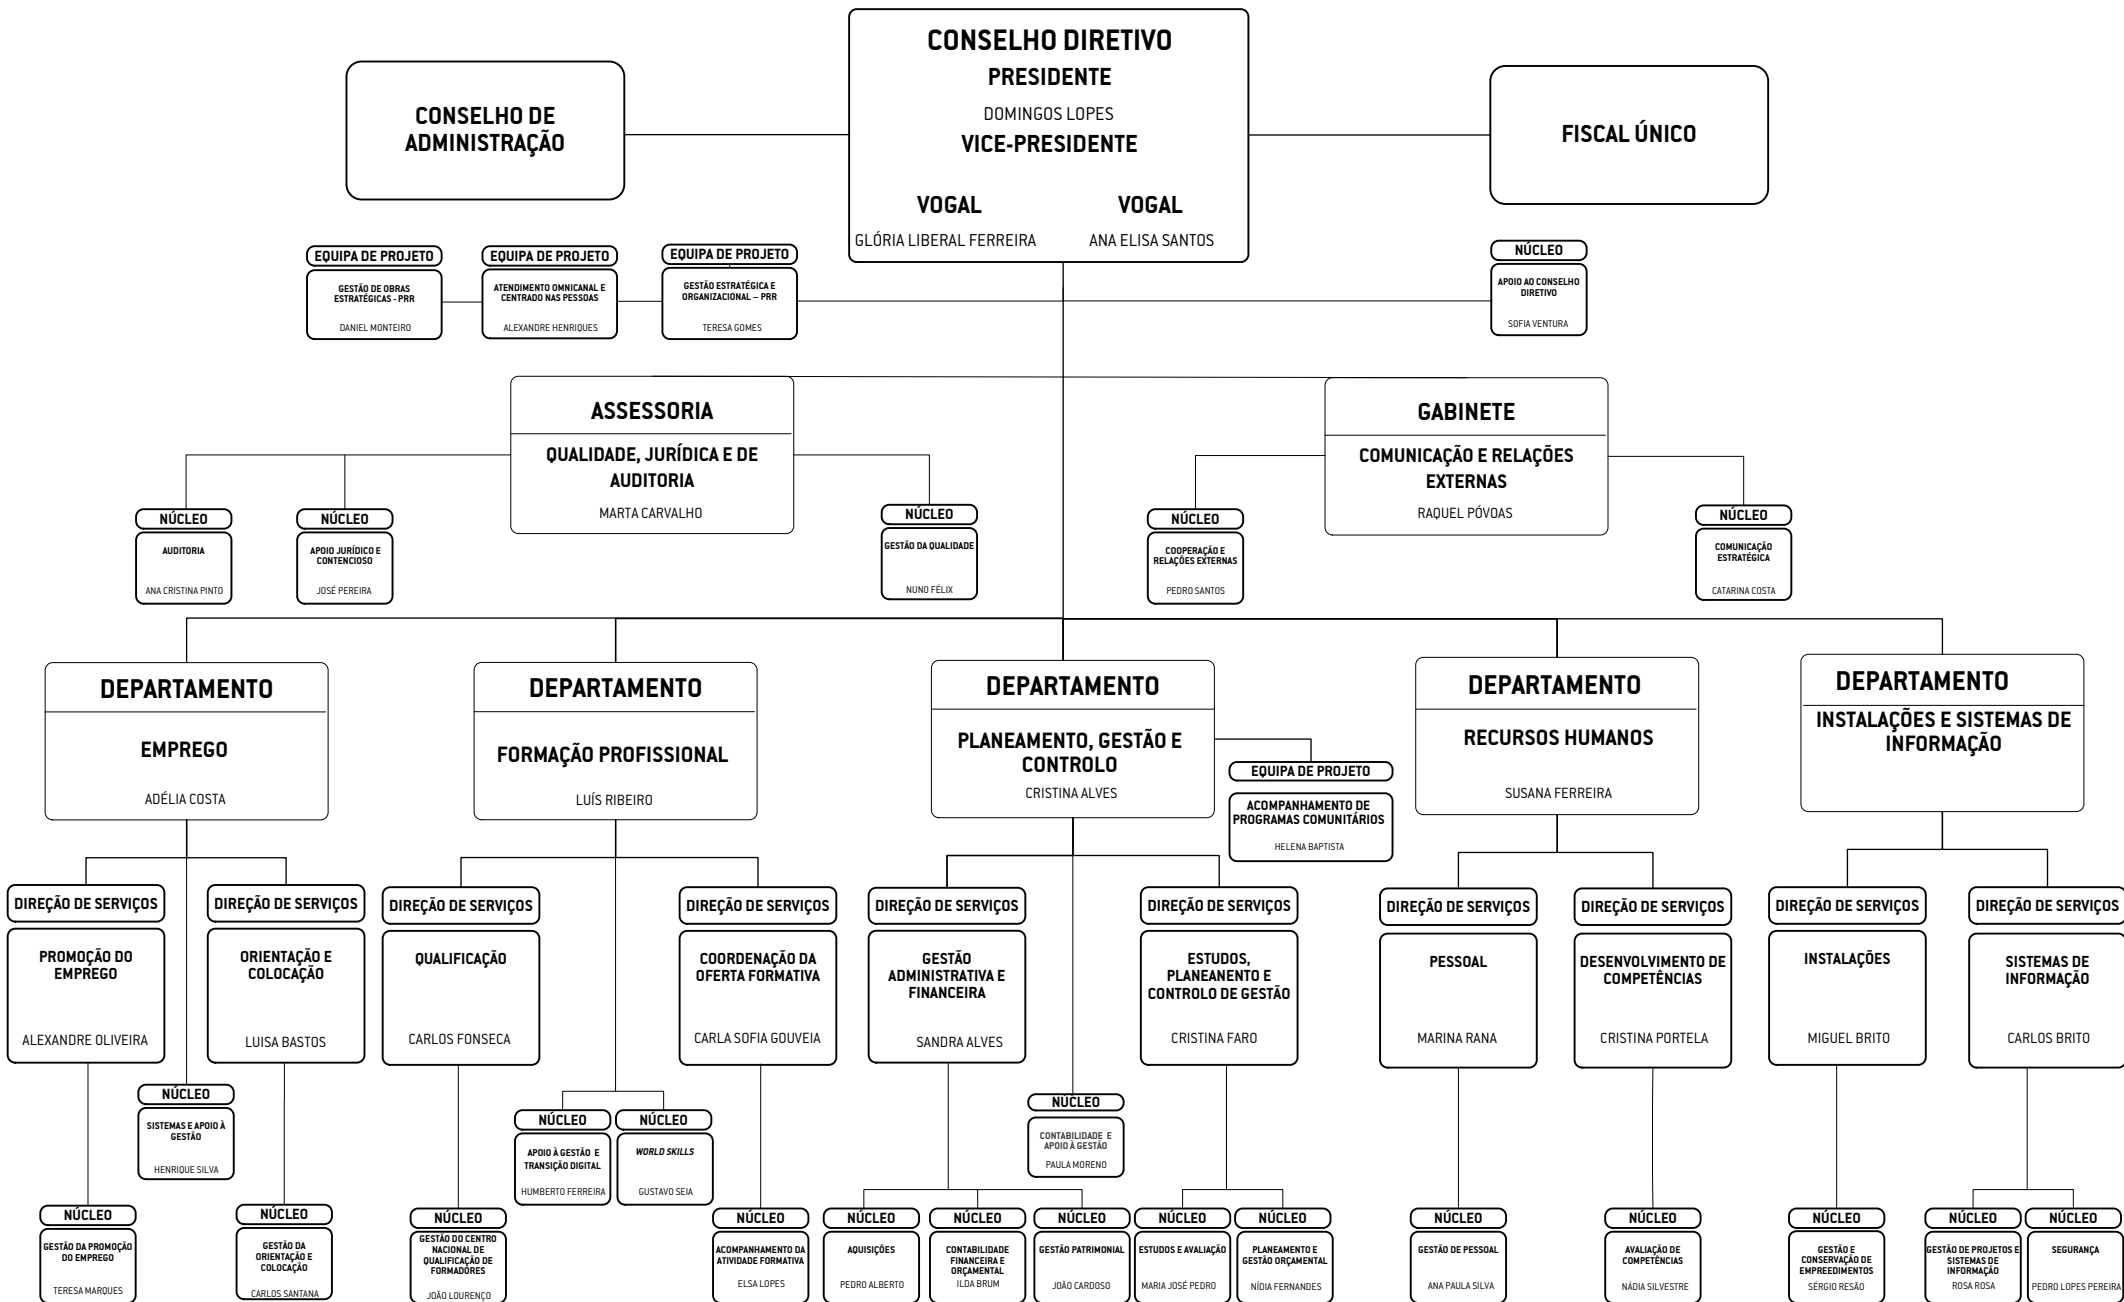 CONSELHO DIRETIVO
PRESIDENTE
DOMINGOS LOPES
VICE-PRESIDENTE
VOGAL
GLÓRIA LIBERAL FERREIRA
VOGAL
ANA ELISA SANTOS
CONSELHO DE
ADMINISTRAÇÃO
FISCAL ÚNICO
EQUIPA DE PROJETO
GESTÃO DE OBRAS
ESTRATÉGICAS - PRR
DANIEL MONTEIRO
EQUIPA DE PROJETO
ATENDIMENTO OMNICANAL E
CENTRADO NAS PESSOAS
ALEXANDRE HENRIQUES
EQUIPA DE PROJETO
GESTÃO ESTRATÉGICA E
ORGANIZACIONAL – PRR
TERESA GOMES
NÚCLEO
APOIO AO CONSELHO
DIRETIVO
SOFIA VENTURA
ASSESSORIA
QUALIDADE, JURÍDICA E DE
AUDITORIA
MARTA CARVALHO
GABINETE
COMUNICAÇÃO E RELAÇÕES
EXTERNAS
RAQUEL PÓVOAS
NÚCLEO
AUDITORIA
ANA CRISTINA PINTO
NÚCLEO
APOIO JURÍDICO E
CONTENCIOSO
JOSÉ PEREIRA
NÚCLEO
GESTÃO DA QUALIDADE
NUNO FÉLIX
NÚCLEO
COOPERAÇÃO E
RELAÇÕES EXTERNAS
PEDRO SANTOS
NÚCLEO
COMUNICAÇÃO
ESTRATÉGICA
CATARINA COSTA
DEPARTAMENTO
EMPREGO
ADÉLIA COSTA
DEPARTAMENTO
FORMAÇÃO PROFISSIONAL
LUÍS RIBEIRO
DEPARTAMENTO
PLANEAMENTO, GESTÃO E
CONTROLO
CRISTINA ALVES
EQUIPA DE PROJETO
ACOMPANHAMENTO DE
PROGRAMAS COMUNITÁRIOS
HELENA BAPTISTA
DEPARTAMENTO
RECURSOS HUMANOS
SUSANA FERREIRA
DEPARTAMENTO
INSTALAÇÕES E SISTEMAS DE
INFORMAÇÃO
DIREÇÃO DE SERVIÇOS
PROMOÇÃO DO
EMPREGO
ALEXANDRE OLIVEIRA
DIREÇÃO DE SERVIÇOS
ORIENTAÇÃO E
COLOCAÇÃO
LUISA BASTOS
DIREÇÃO DE SERVIÇOS
QUALIFICAÇÃO
CARLOS FONSECA
DIREÇÃO DE SERVIÇOS
COORDENAÇÃO DA
OFERTA FORMATIVA
CARLA SOFIA GOUVEIA
DIREÇÃO DE SERVIÇOS
GESTÃO
ADMINISTRATIVA E
FINANCEIRA
SANDRA ALVES
DIREÇÃO DE SERVIÇOS
ESTUDOS,
PLANEANENTO E
CONTROLO DE GESTÃO
CRISTINA FARO
DIREÇÃO DE SERVIÇOS
PESSOAL
MARINA RANA
DIREÇÃO DE SERVIÇOS
DESENVOLVIMENTO DE
COMPETÊNCIAS
CRISTINA PORTELA
DIREÇÃO DE SERVIÇOS
INSTALAÇÕES
MIGUEL BRITO
DIREÇÃO DE SERVIÇOS
SISTEMAS DE
INFORMAÇÃO
CARLOS BRITO
NÚCLEO
SISTEMAS E APOIO À
GESTÃO
HENRIQUE SILVA
NÚCLEO
APOIO À GESTÃO E
TRANSIÇÃO DIGITAL
HUMBERTO FERREIRA
NÚCLEO
WORLD SKILLS
GUSTAVO SEIA
NÚCLEO
CONTABILIDADE E
APOIO À GESTÃO
PAULA MORENO
NÚCLEO
GESTÃO DA PROMOÇÃO
DO EMPREGO
TERESA MARQUES
NÚCLEO
GESTÃO DA
ORIENTAÇÃO E
COLOCAÇÃO
CARLOS SANTANA
NÚCLEO
GESTÃO DO CENTRO
NACIONAL DE
QUALIFICAÇÃO DE
FORMADORES
JOÃO LOURENÇO
NÚCLEO
ACOMPANHAMENTO DA
ATIVIDADE FORMATIVA
ELSA LOPES
NÚCLEO
AQUISIÇÕES
PEDRO ALBERTO
NÚCLEO
CONTABILIDADE
FINANCEIRA E
ORÇAMENTAL
ILDA BRUM
NÚCLEO
GESTÃO PATRIMONIAL
JOÃO CARDOSO
NÚCLEO
ESTUDOS E AVALIAÇÃO
MARIA JOSÉ PEDRO
NÚCLEO
PLANEAMENTO E
GESTÃO ORÇAMENTAL
NÍDIA FERNANDES
NÚCLEO
GESTÃO DE PESSOAL
ANA PAULA SILVA
NÚCLEO
AVALIAÇÃO DE
COMPETÊNCIAS
NÁDIA SILVESTRE
NÚCLEO
GESTÃO E
CONSERVAÇÃO DE
EMPREEDIMENTOS
SÉRGIO RESÃO
NÚCLEO
GESTÃO DE PROJETOS E
SISTEMAS DE
INFORMAÇÃO
ROSA ROSA
NÚCLEO
SEGURANÇA
PEDRO LOPES PEREIRA